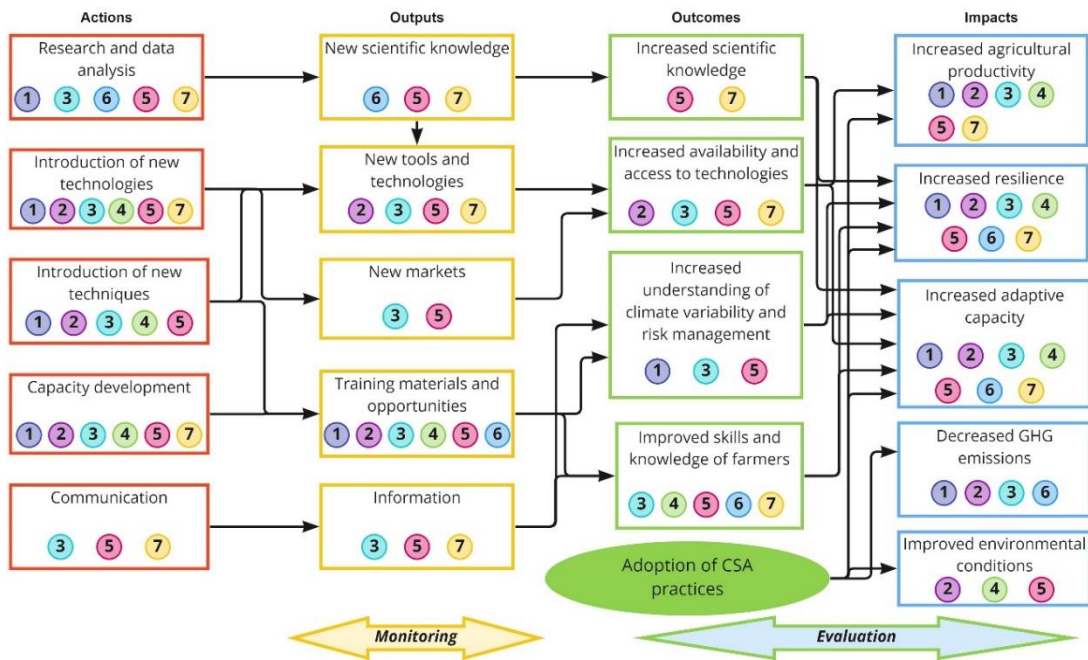 Actions
Research and data
analysis
1 3 6 5 7
Introduction of new
technologies
1 2 3 4 5 7
Introduction of new
techniques
1 2 3 4 5
Capacity development
1 2 3 4 5 7
Communication
3 5 7
Outputs
New scientific knowledge
6 5 7
New tools and
technologies
2 3 5 7
New markets
3 5
Training materials and
opportunities
1 2 3 4 5 6
Information
3 5 7
Monitoring
Outcomes
Increased scientific
knowledge
5 7
Increased availability and
access to technologies
2 3 5 7
Increased
understanding of
climate variability and
risk management
1 3 5
Improved skills and
knowledge of farmers
3 4 5 6 7
Adoption of CSA
practices
Impacts
Increased agricultural
productivity
1 2 3 4
5 7
Increased resilience
1 2 3 4
5 6 7
Increased adaptive
capacity
1 2 3 4
5 6 7
Decreased GHG
emissions
1 2 3 6
Improved environmental
conditions
2 4 5
Evaluation